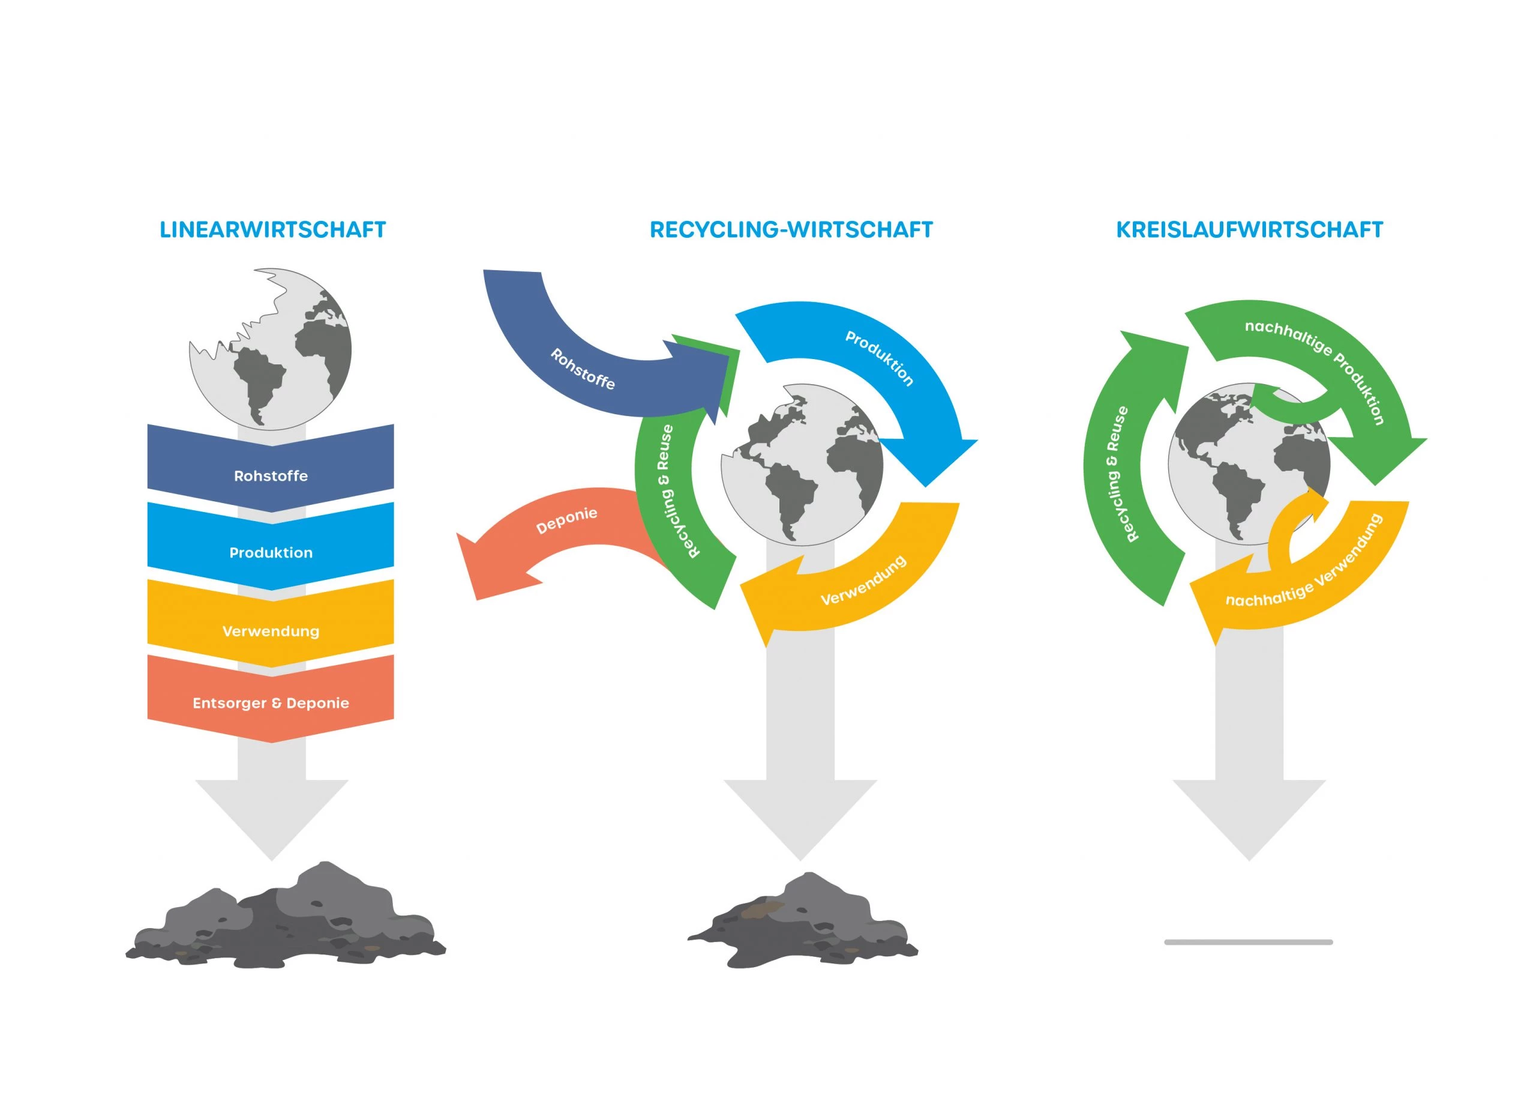 LINEARWIRTSCHAFT
Rohstoffe
Produktion
Verwendung
Entsorger & Deponie
RECYCLING-WIRTSCHAFT
Rohstoffe
Produktion
Verwendung
Recycling & Reuse
Deponie
KREISLAUFWIRTSCHAFT
nachhaltige Produktion
nachhaltige Verwendung
Recycling & Reuse